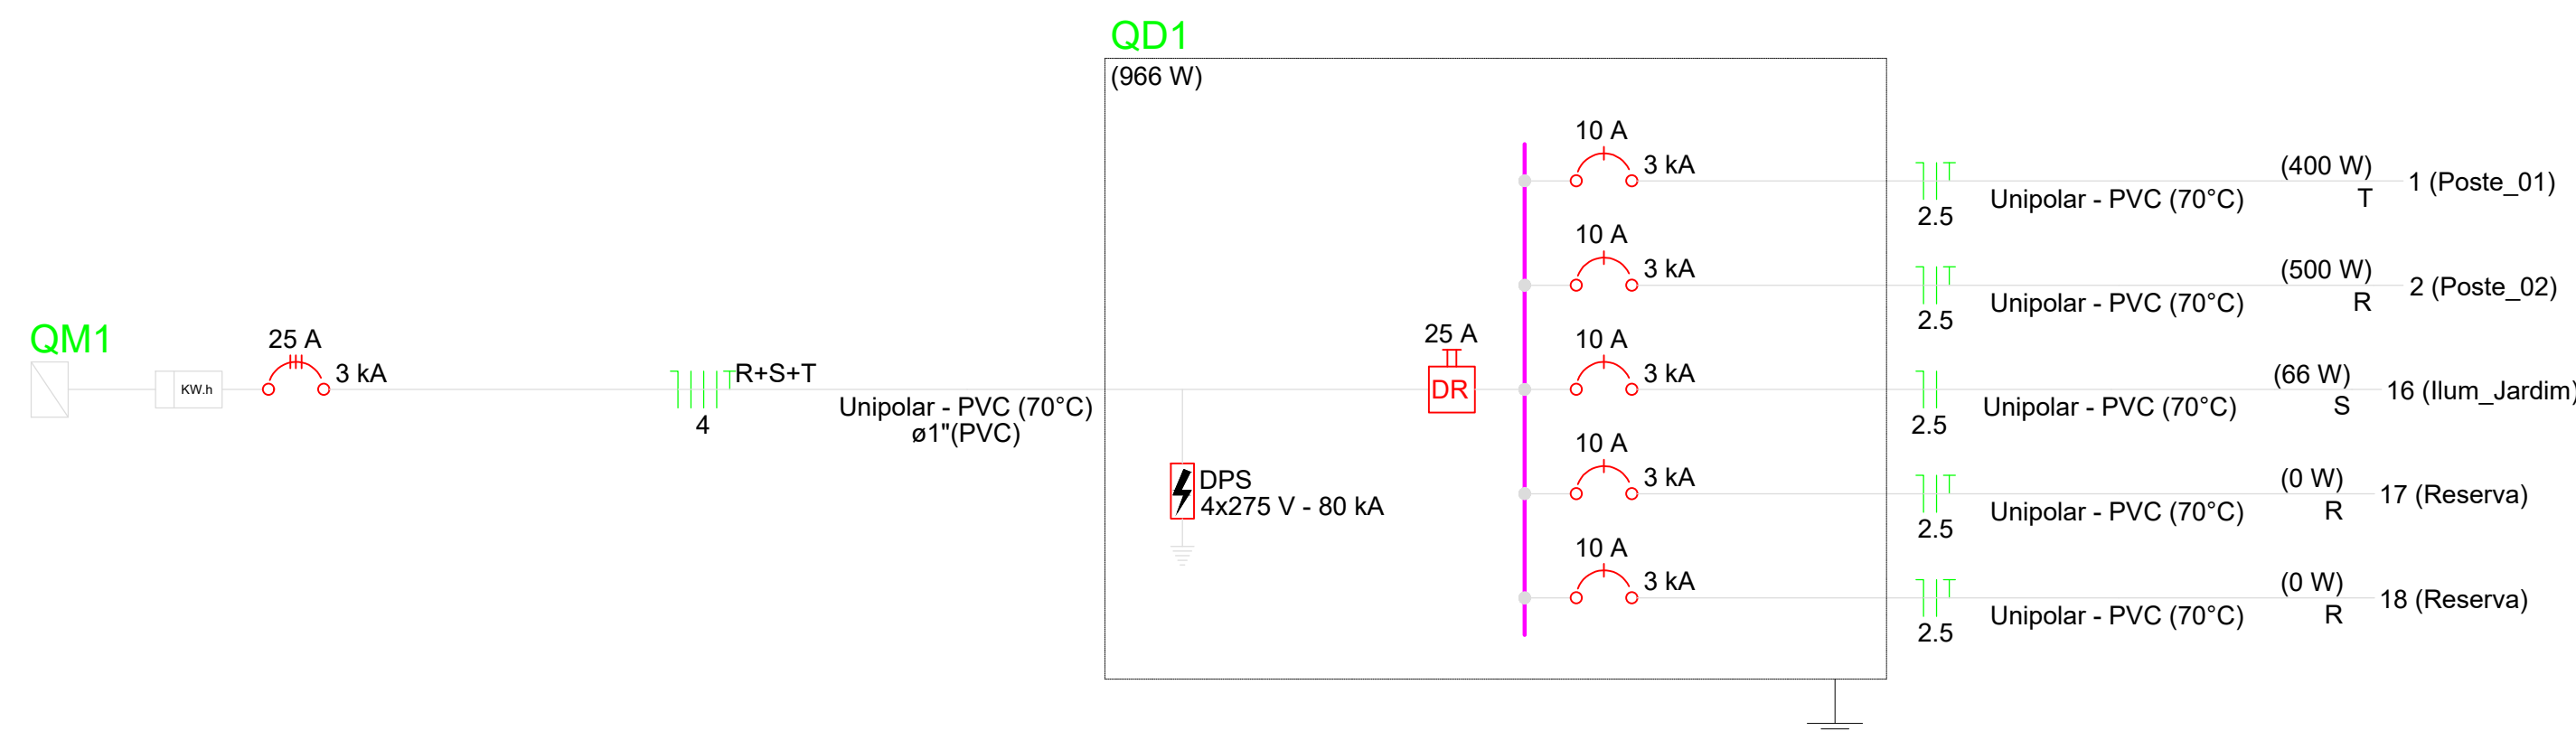 QD1
(966 W)
10 A
3 kA
(400 W)
1 (Poste_01)
Unipolar - PVC (70°C)
T
2.5
10 A
3 kA
(500 W)
2 (Poste_02)
Unipolar - PVC (70°C)
R
2.5
QM1
KW.h
25 A
3 kA
R+S+T
4
Unipolar - PVC (70°C)
ø1"(PVC)
25 A
DR
10 A
3 kA
(66 W)
16 (Ilum_Jardim)
Unipolar - PVC (70°C)
S
2.5
DPS
4x275 V - 80 kA
10 A
3 kA
(0 W)
17 (Reserva)
Unipolar - PVC (70°C)
R
2.5
10 A
3 kA
(0 W)
18 (Reserva)
Unipolar - PVC (70°C)
R
2.5